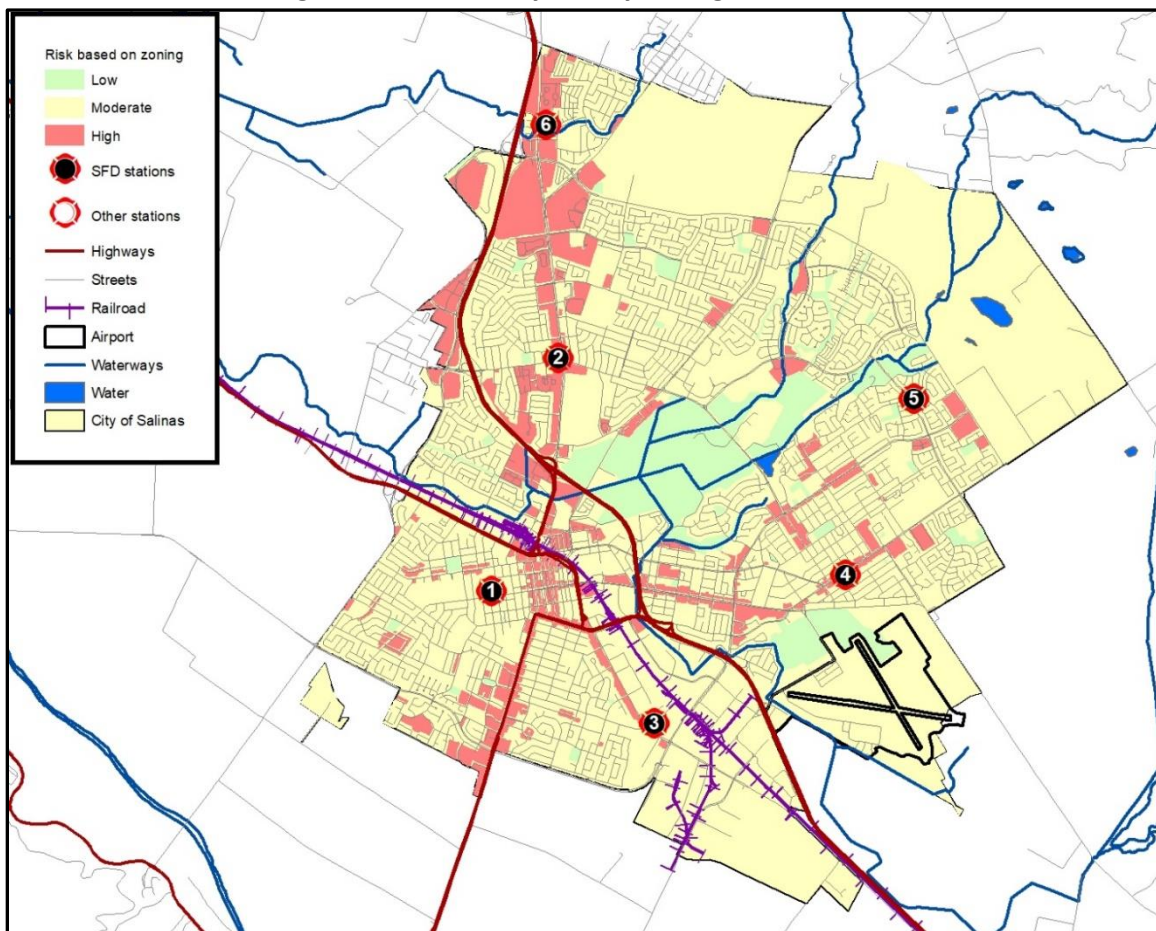 Risk based on zoning
Low
Moderate
High
SFD stations
Other stations
Highways
Streets
Railroad
Airport
Waterways
Water
City of Salinas
6
2
5
4
1
3